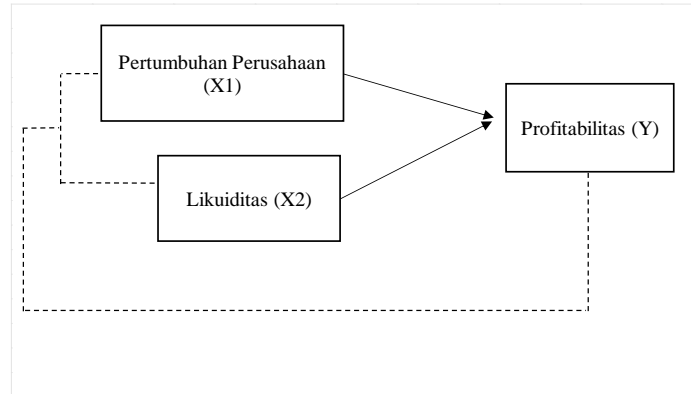 Pertumbuhan Perusahaan
(X1)
Profitabilitas (Y)
Likuiditas (X2)